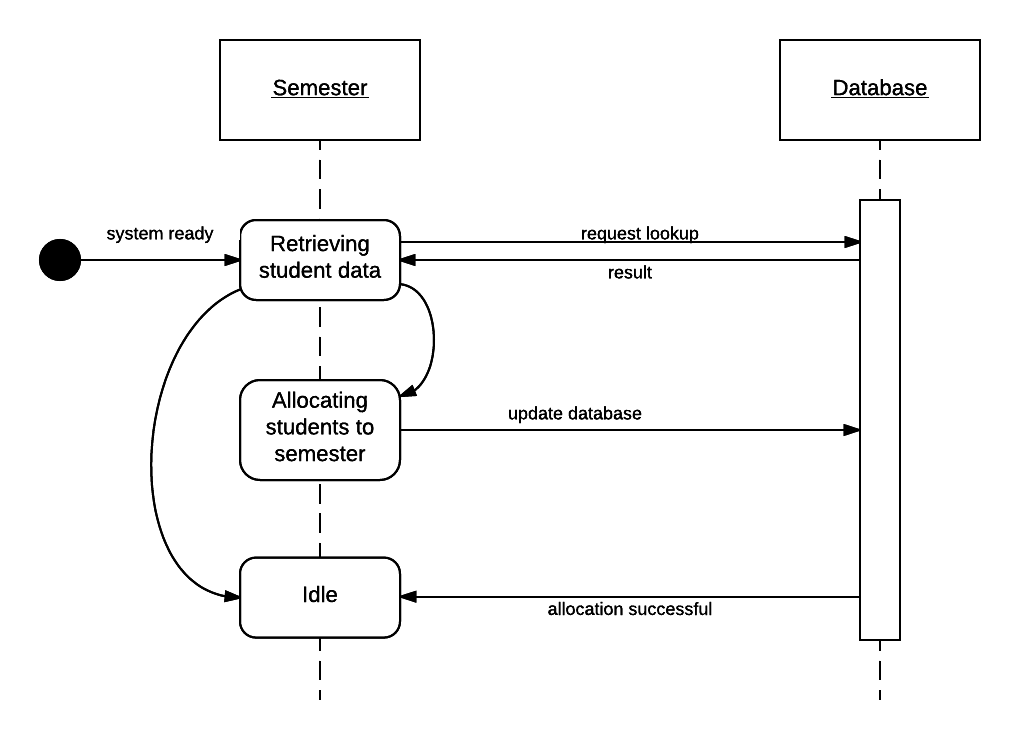 Semester
Database
system ready
Retrieving
student data
request lookup
result
Allocating
students to
semester
update database
Idle
allocation successful